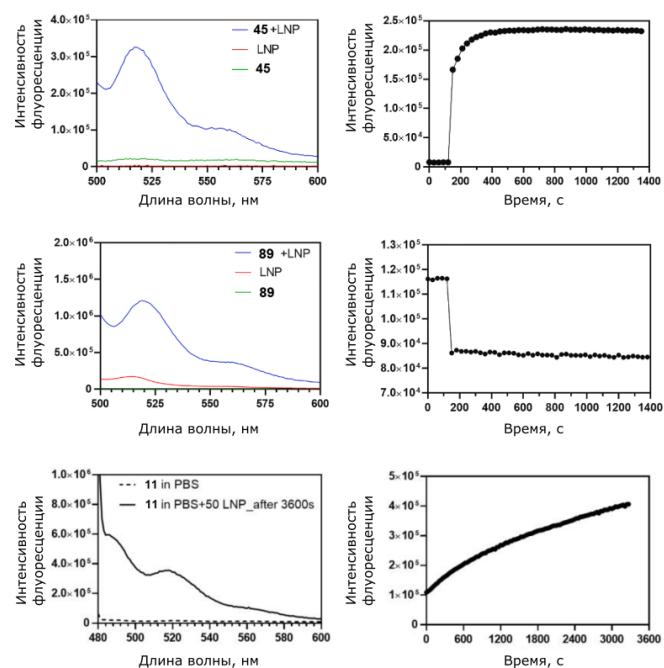 Интенсивность
флуоресценции
4.0×10⁵
3.0×10⁵
2.0×10⁵
1.0×10⁵
0
500 525 550 575 600
Длина волны, нм
45 +LNP
LNP
45
Интенсивность
флуоресценции
2.5×10⁵
2.0×10⁵
1.5×10⁵
1.0×10⁵
5.0×10⁴
0
0 200 400 600 800 1000 1200 1400
Время, с
Интенсивность
флуоресценции
2.0×10⁶
1.5×10⁶
1.0×10⁶
5.0×10⁵
0
500 525 550 575 600
Длина волны, нм
89 +LNP
LNP
89
Интенсивность
флуоресценции
1.3×10⁵
1.2×10⁵
1.1×10⁵
1.0×10⁵
9.0×10⁴
8.0×10⁴
7.0×10⁴
0 200 400 600 800 1000 1200 1400
Время, с
Интенсивность
флуоресценции
1.0×10⁶
8.0×10⁵
6.0×10⁵
4.0×10⁵
2.0×10⁵
0
480 500 520 540 560 580 600
Длина волны, нм
11 in PBS
11 in PBS+50 LNP_after 3600s
Интенсивность
флуоресценции
5×10⁵
4×10⁵
3×10⁵
2×10⁵
1×10⁵
0
0 600 1200 1800 2400 3000 3600
Время, с